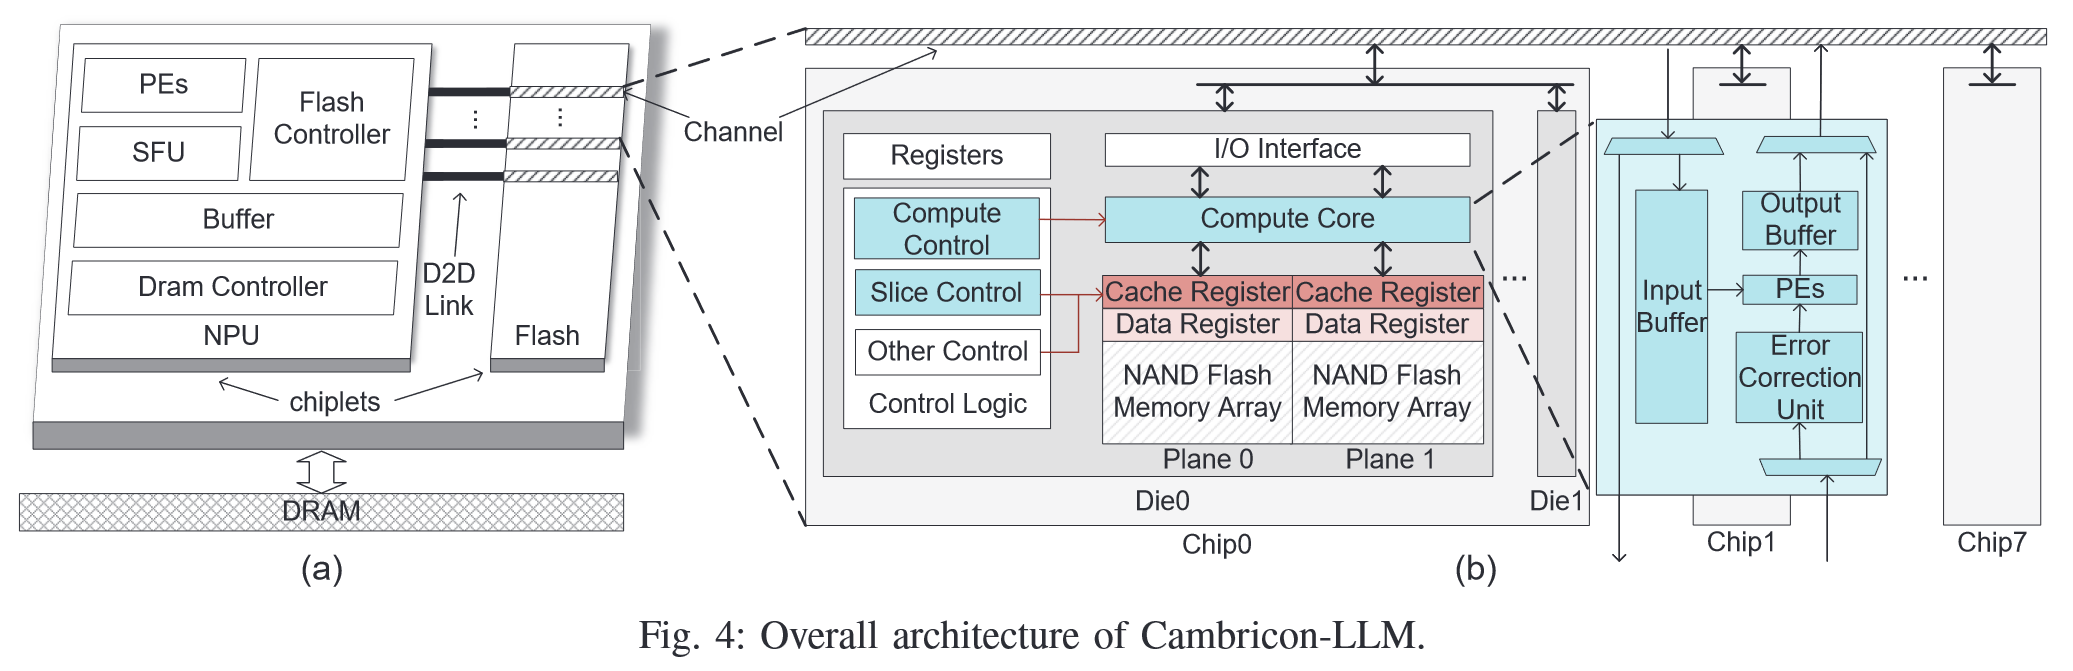 PEs
SFU
Flash
Controller
Buffer
Dram Controller
NPU
D2D
Link
Flash
chiplets
DRAM
(a)
Channel
Registers
Compute
Control
Slice Control
Other Control
Control Logic
I/O Interface
Compute Core
Cache Register
Cache Register
Data Register
Data Register
NAND Flash
Memory Array
NAND Flash
Memory Array
Plane 0
Plane 1
Die0
...
Die1
Chip0
Input
Buffer
Output
Buffer
PEs
Error
Correction
Unit
Chip1
...
Chip7
(b)
Fig. 4: Overall architecture of Cambricon-LLM.